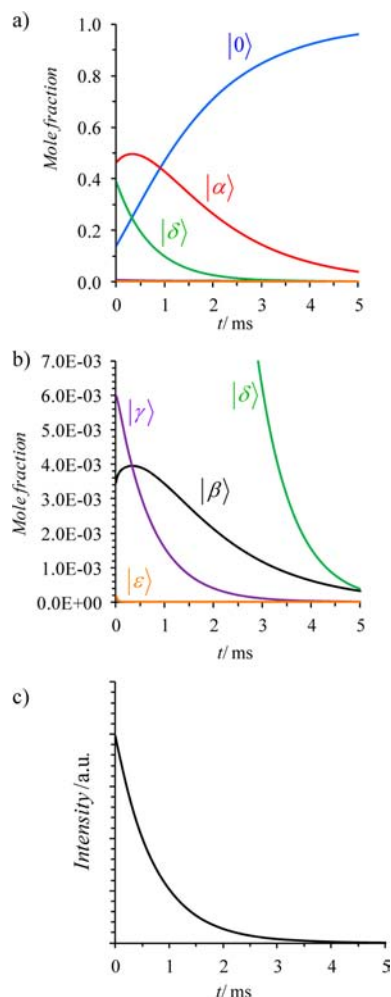 a)
1.0
0.8
0.6
0.4
0.2
0.0
Mole fraction
|0⟩
|α⟩
|δ⟩
0 1 2 3 4 5
t/ ms
b)
7.0E-03
6.0E-03
5.0E-03
4.0E-03
3.0E-03
2.0E-03
1.0E-03
0.0E+00
Mole fraction
|γ⟩
|δ⟩
|β⟩
|ε⟩
0 1 2 3 4 5
t/ ms
c)
Intensity/a.u.
0 1 2 3 4 5
t/ ms